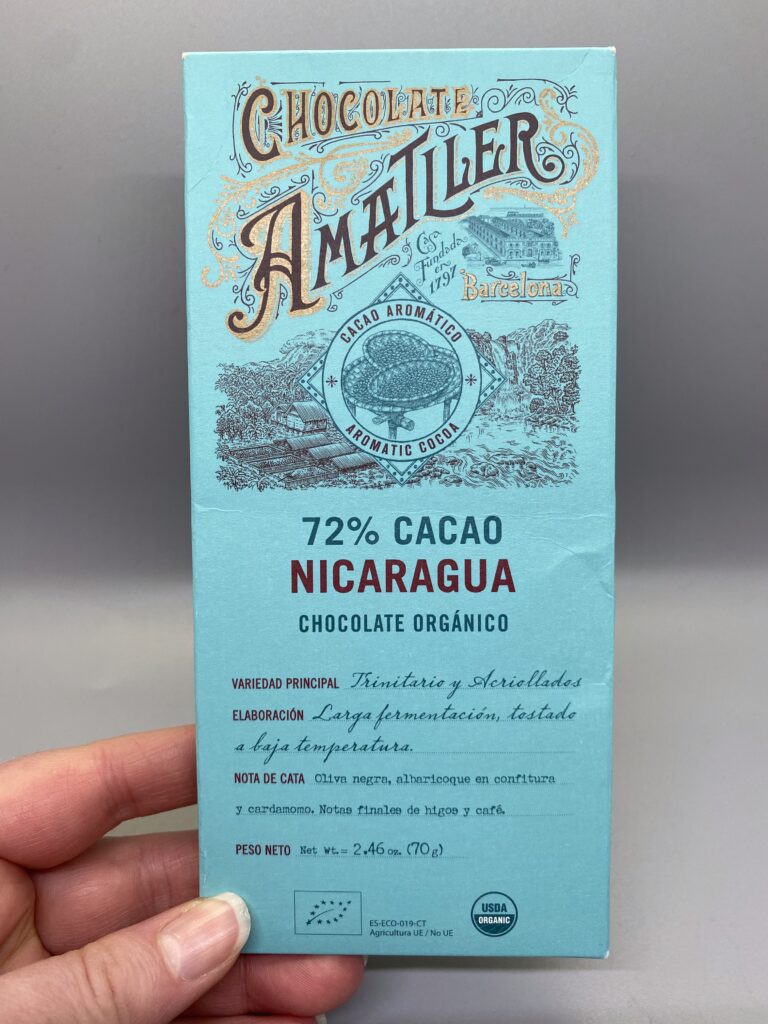 CHOCOLATE
AMATLLER
Casa
Fundada
en
1797
Barcelona
CACAO AROMÁTICO
AROMATIC COCOA
72% CACAO
NICARAGUA
CHOCOLATE ORGÁNICO
VARIEDAD PRINCIPAL Trinitario y Acriollados
ELABORACIÓN Larga fermentación, tostado
a baja temperatura.
NOTA DE CATA Oliva negra, albaricoque en confitura
y cardamomo. Notas finales de higos y café.
PESO NETO Net Wt.= 2.46 oz. (70 g)
ES-ECO-019-CT
Agricultura UE / No UE
USDA
ORGANIC